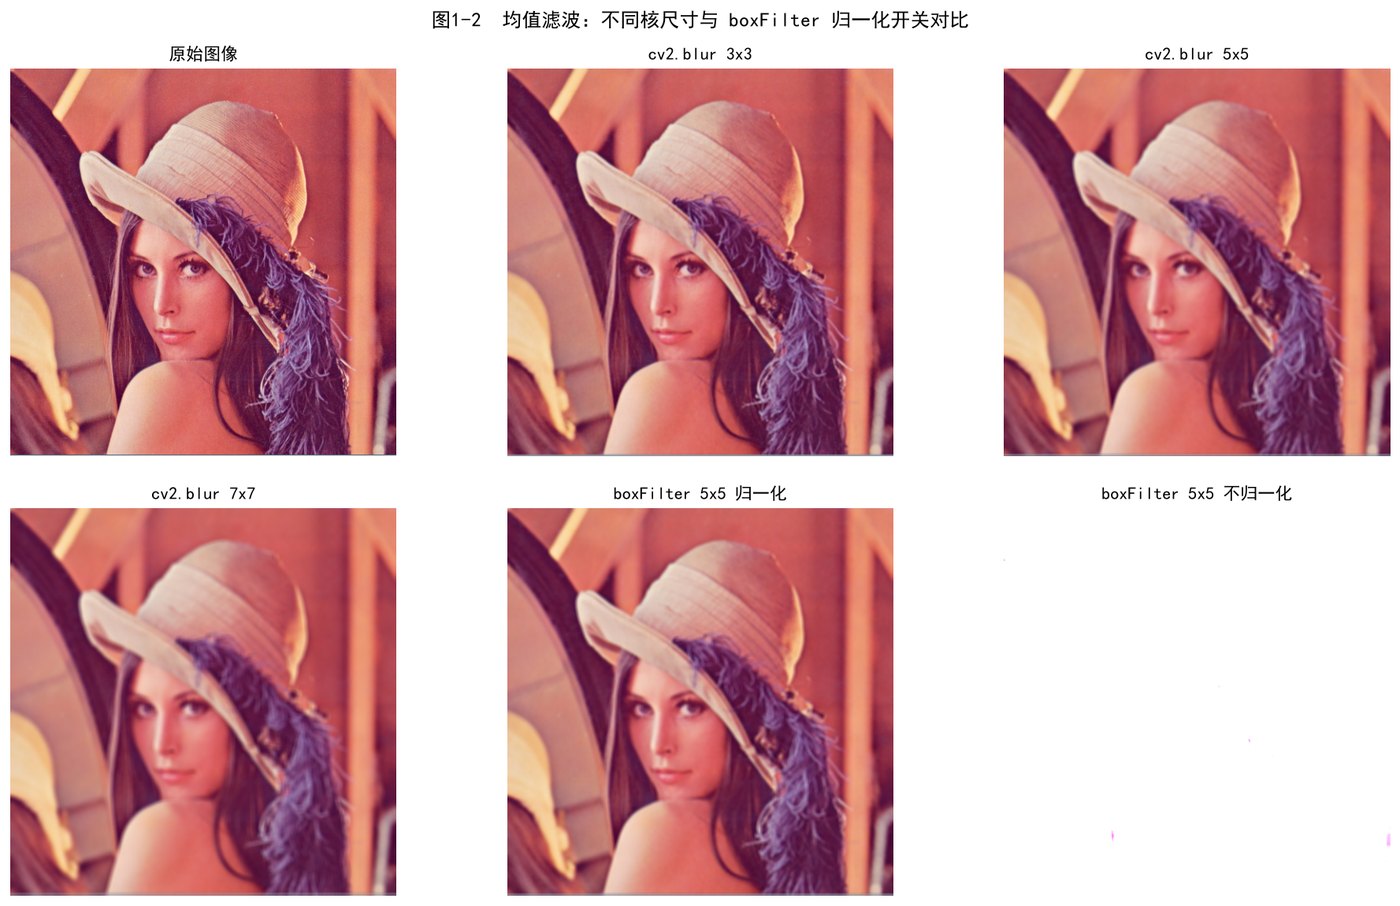 图1-2 均值滤波：不同核尺寸与 boxFilter 归一化开关对比
原始图像
cv2.blur 3x3
cv2.blur 5x5
cv2.blur 7x7
boxFilter 5x5 归一化
boxFilter 5x5 不归一化